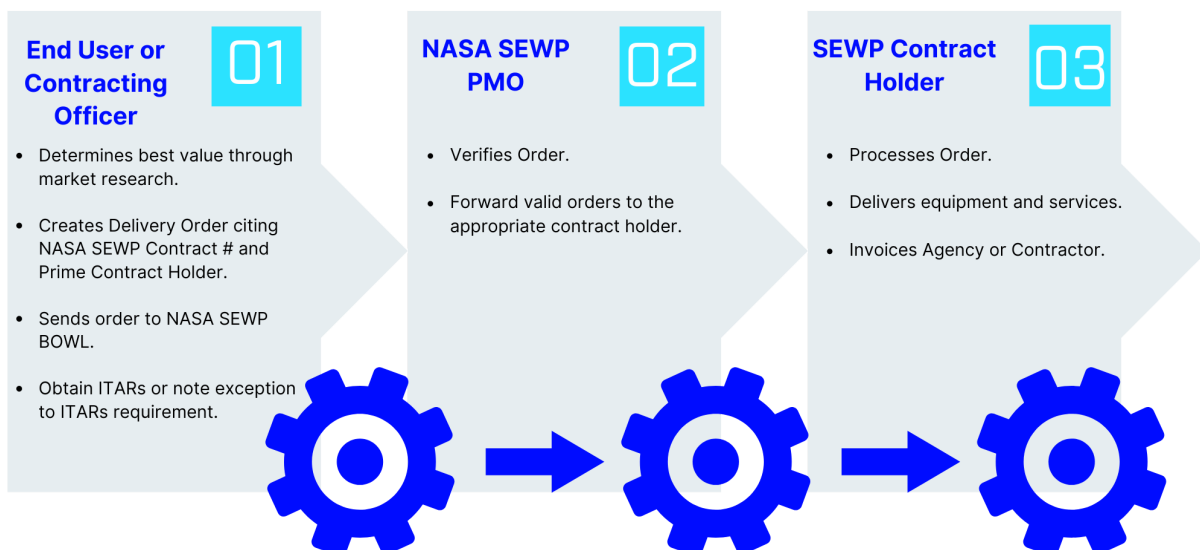 End User or
Contracting
Officer
01
• Determines best value through
market research.
• Creates Delivery Order citing
NASA SEWP Contract # and
Prime Contract Holder.
• Sends order to NASA SEWP
BOWL.
• Obtain ITARs or note exception
to ITARs requirement.
NASA SEWP
PMO
02
• Verifies Order.
• Forward valid orders to the
appropriate contract holder.
SEWP Contract
Holder
03
• Processes Order.
• Delivers equipment and services.
• Invoices Agency or Contractor.